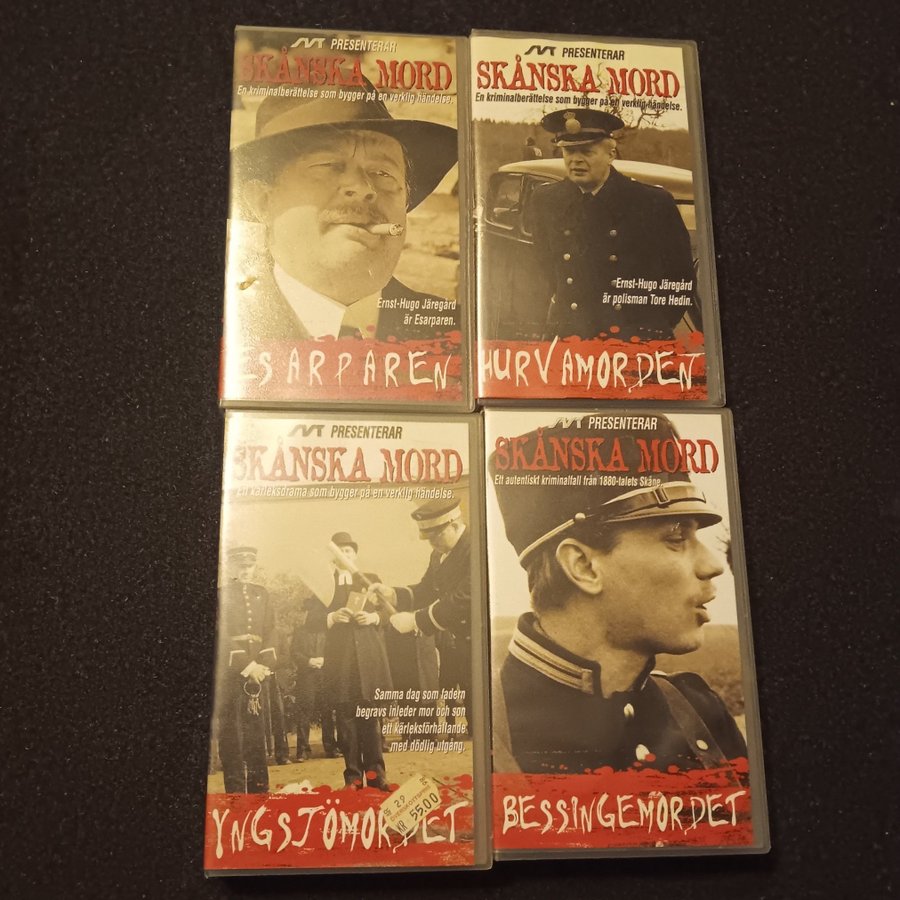 SVT PRESENTERAR
SKÅNSKA MORD
En kriminalberättelse som bygger på en verklig händelse.
Ernst-Hugo Järegård
är Esarparen.
ESARPAREN
SVT PRESENTERAR
SKÅNSKA MORD
En kriminalberättelse som bygger på en verklig händelse.
Ernst-Hugo Järegård
är polisman Tore Hedin.
HURVAMORDEN
SVT PRESENTERAR
SKÅNSKA MORD
Ett kärleksdrama som bygger på en verklig händelse.
Samma dag som fadern
begravs inleder mor och son
ett kärleksförhållande
med dödlig utgång.
29
KR 55.00
YNGSJÖMORDET
SVT PRESENTERAR
SKÅNSKA MORD
Ett autentiskt kriminalfall från 1880-talets Skåne.
BESSINGEMORDET